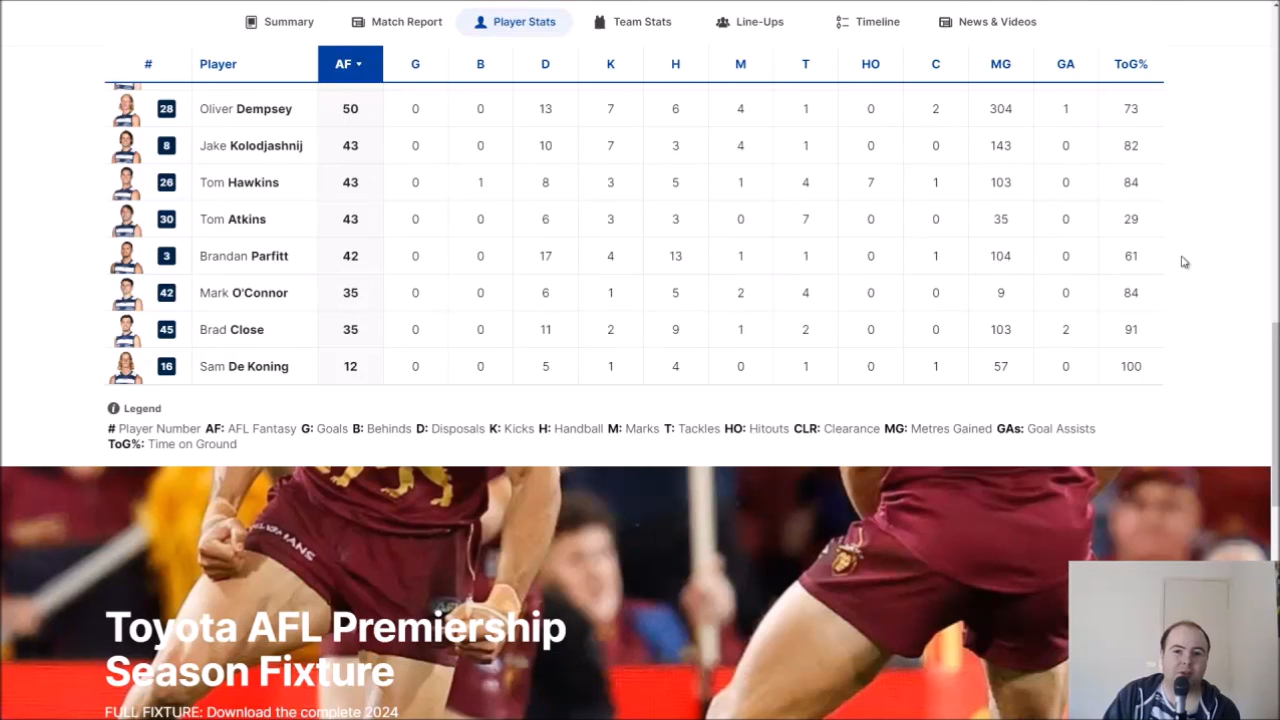 Summary Match Report Player Stats Team Stats Line-Ups Timeline News & Videos
# Player AF G B D K H M T HO C MG GA ToG%
28 Oliver Dempsey 50 0 0 13 7 6 4 1 0 2 304 1 73
8 Jake Kolodjashnij 43 0 0 10 7 3 4 1 0 0 143 0 82
26 Tom Hawkins 43 0 1 8 3 5 1 4 7 1 103 0 84
30 Tom Atkins 43 0 0 6 3 3 0 7 0 0 35 0 29
3 Brandan Parfitt 42 0 0 17 4 13 1 1 0 1 104 0 61
42 Mark O'Connor 35 0 0 6 1 5 2 4 0 0 9 0 84
45 Brad Close 35 0 0 11 2 9 1 2 0 0 103 2 91
16 Sam De Koning 12 0 0 5 1 4 0 1 0 1 57 0 100
i Legend
# Player Number AF: AFL Fantasy G: Goals B: Behinds D: Disposals K: Kicks H: Handball M: Marks T: Tackles HO: Hitouts CLR: Clearance MG: Metres Gained GAs: Goal Assists
ToG%: Time on Ground
Toyota AFL Premiership
Season Fixture
FULL FIXTURE: Download the complete 2024